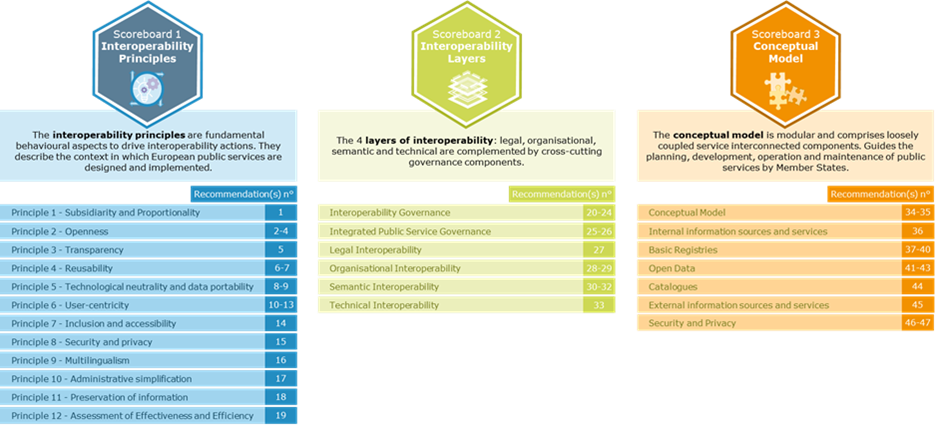 Scoreboard 1
Interoperability
Principles
The interoperability principles are fundamental
behavioural aspects to drive interoperability actions. They
describe the context in which European public services are
designed and implemented.
Recommendation(s) n°
Principle 1 - Subsidiarity and Proportionality 1
Principle 2 - Openness 2-4
Principle 3 - Transparency 5
Principle 4 - Reusability 6-7
Principle 5 - Technological neutrality and data portability 8-9
Principle 6 - User-centricity 10-13
Principle 7 - Inclusion and accessibility 14
Principle 8 - Security and privacy 15
Principle 9 - Multilingualism 16
Principle 10 - Administrative simplification 17
Principle 11 - Preservation of information 18
Principle 12 - Assessment of Effectiveness and Efficiency 19
Scoreboard 2
Interoperability
Layers
The 4 layers of interoperability: legal, organisational,
semantic and technical are complemented by cross-cutting
governance components.
Recommendation(s) n°
Interoperability Governance 20-24
Integrated Public Service Governance 25-26
Legal Interoperability 27
Organisational Interoperability 28-29
Semantic Interoperability 30-32
Technical Interoperability 33
Scoreboard 3
Conceptual
Model
The conceptual model is modular and comprises loosely
coupled service interconnected components. Guides the
planning, development, operation and maintenance of public
services by Member States.
Recommendation(s) n°
Conceptual Model 34-35
Internal information sources and services 36
Basic Registries 37-40
Open Data 41-43
Catalogues 44
External information sources and services 45
Security and Privacy 46-47